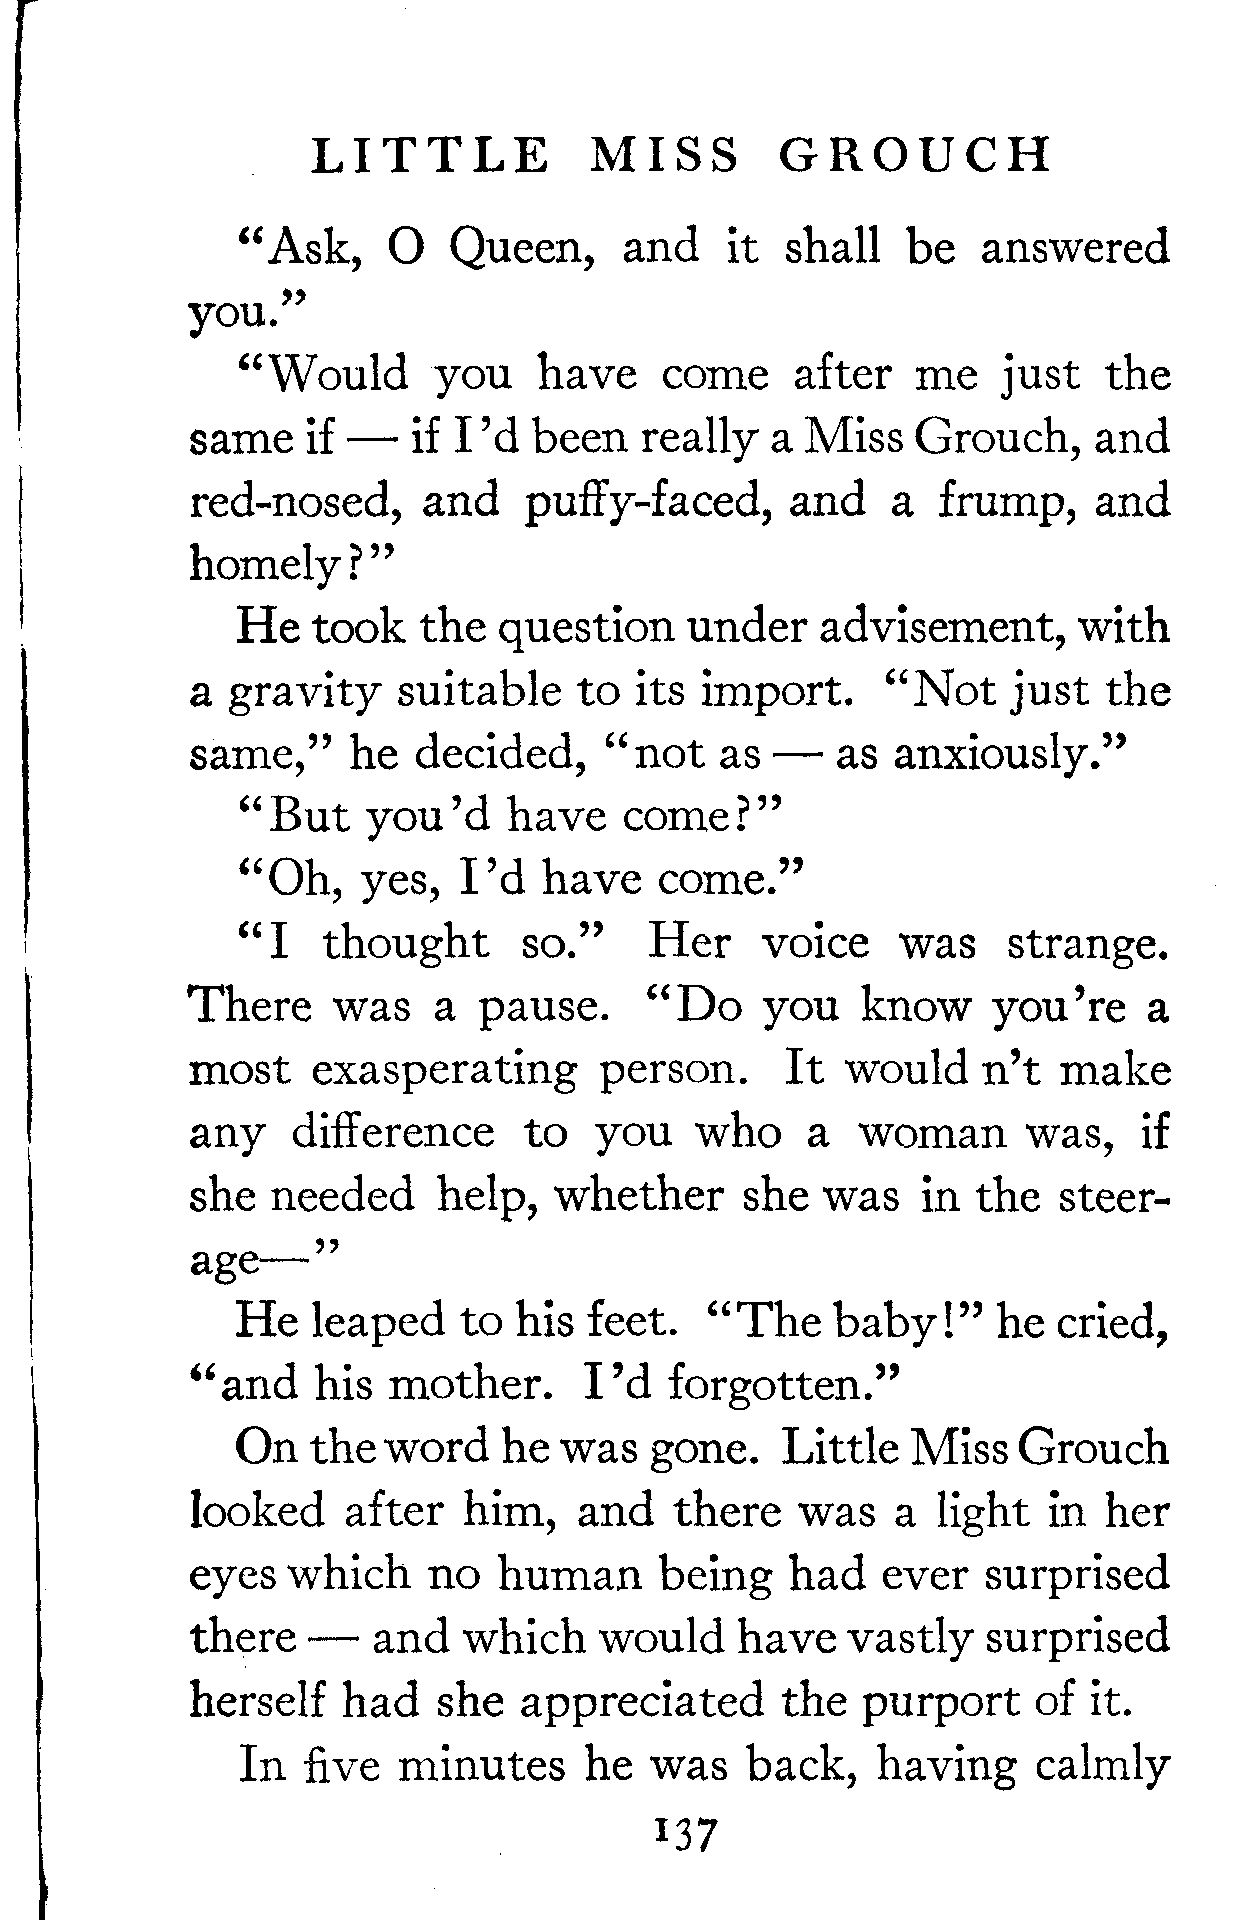 LITTLE MISS GROUCH
“Ask, O Queen, and it shall be answered
you.”
“Would you have come after me just the
same if — if I ’d been really a Miss Grouch, and
red-nosed, and puffy-faced, and a frump, and
homely?”
He took the question under advisement, with
a gravity suitable to its import. “Not just the
same,” he decided, “not as — as anxiously.”
“But you ’d have come?”
“Oh, yes, I ’d have come.”
“I thought so.” Her voice was strange.
There was a pause. “Do you know you ’re a
most exasperating person. It would n’t make
any difference to you who a woman was, if
she needed help, whether she was in the steer-
age—”
He leaped to his feet. “The baby!” he cried,
“and his mother. I ’d forgotten.”
On the word he was gone. Little Miss Grouch
looked after him, and there was a light in her
eyes which no human being had ever surprised
there — and which would have vastly surprised
herself had she appreciated the purport of it.
In five minutes he was back, having calmly
137